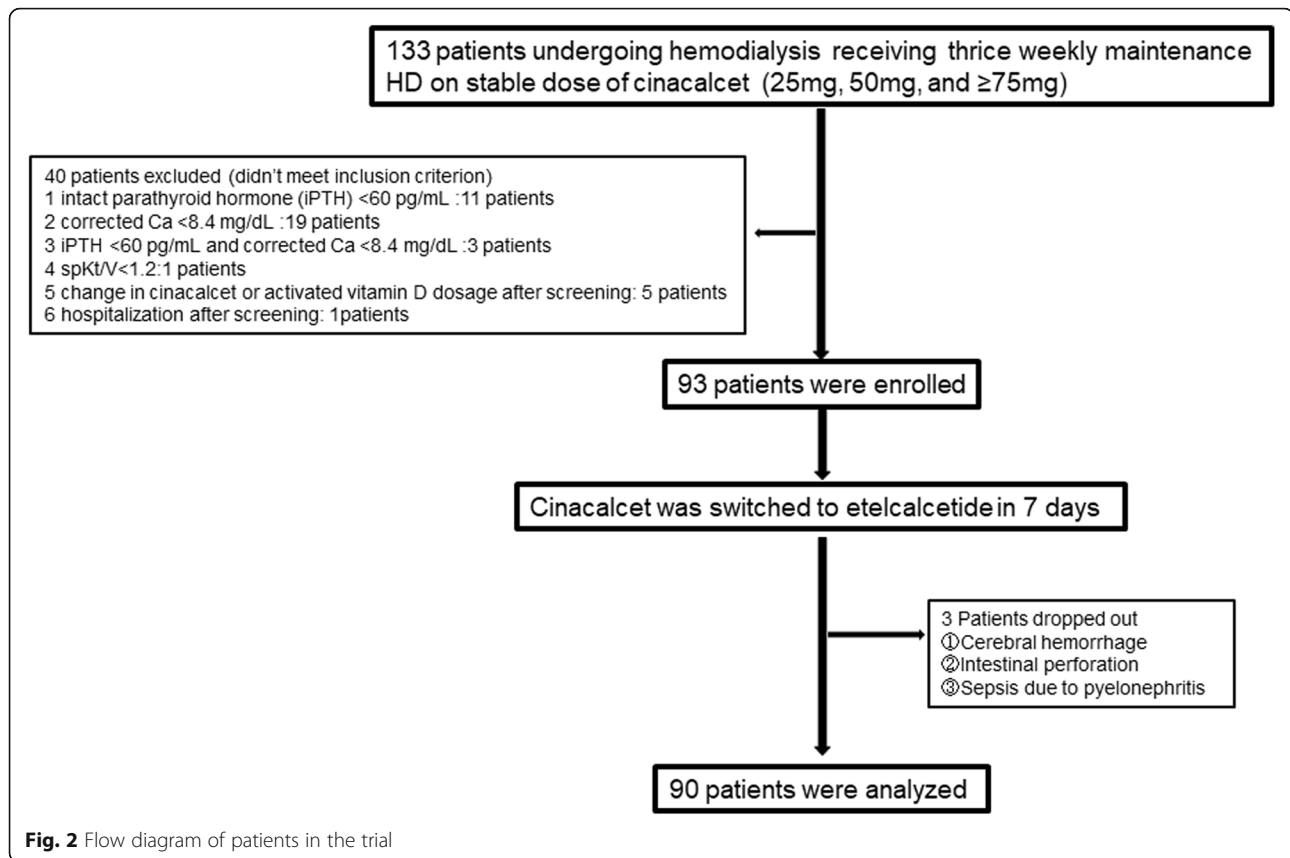 133 patients undergoing hemodialysis receiving thrice weekly maintenance
HD on stable dose of cinacalcet (25mg, 50mg, and ≥75mg)
40 patients excluded (didn't meet inclusion criterion)
1 intact parathyroid hormone (iPTH) <60 pg/mL :11 patients
2 corrected Ca <8.4 mg/dL :19 patients
3 iPTH <60 pg/mL and corrected Ca <8.4 mg/dL :3 patients
4 spKt/V<1.2:1 patients
5 change in cinacalcet or activated vitamin D dosage after screening: 5 patients
6 hospitalization after screening: 1patients
93 patients were enrolled
Cinacalcet was switched to etelcalcetide in 7 days
3 Patients dropped out
①Cerebral hemorrhage
②Intestinal perforation
③Sepsis due to pyelonephritis
90 patients were analyzed
Fig. 2 Flow diagram of patients in the trial